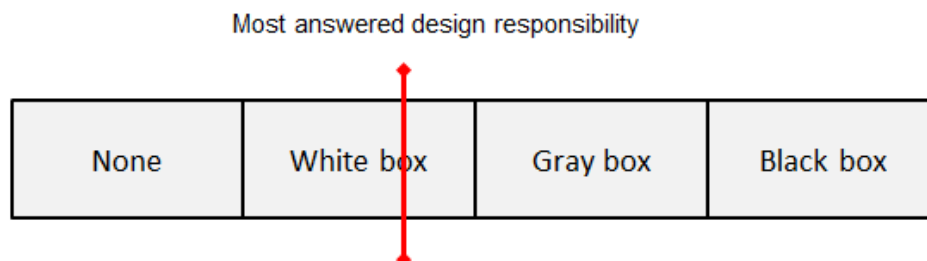 Most answered design responsibility
None
White box
Gray box
Black box